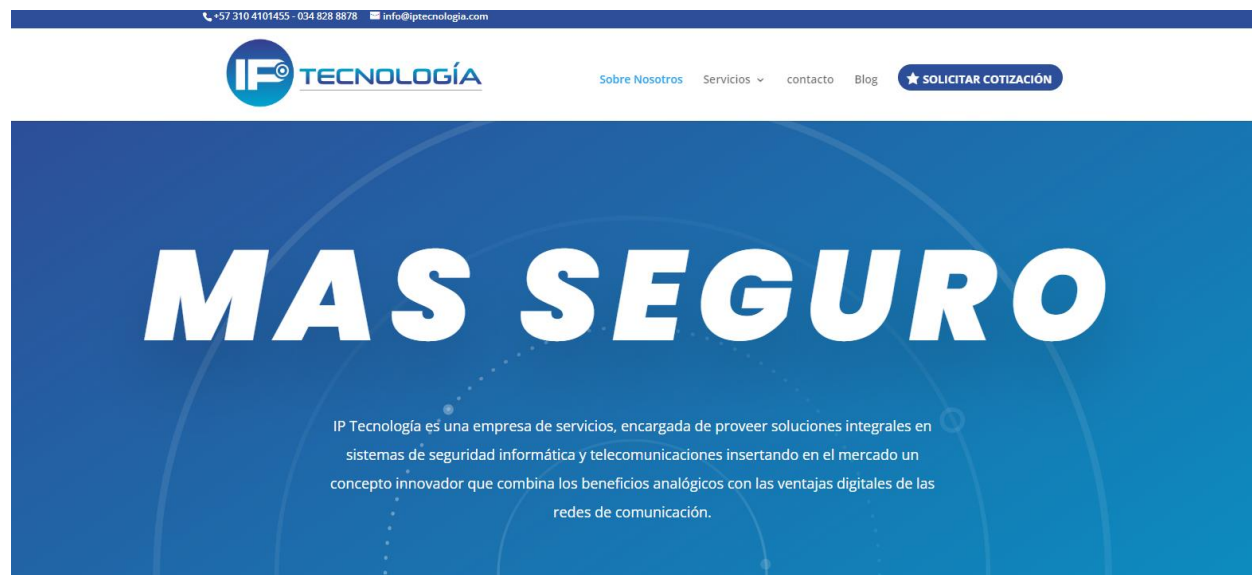 +57 310 4101455 - 034 828 8878 info@iptecnologia.com
IP TECNOLOGÍA
Sobre Nosotros Servicios contacto Blog SOLICITAR COTIZACIÓN
MAS SEGURO
IP Tecnología es una empresa de servicios, encargada de proveer soluciones integrales en
sistemas de seguridad informática y telecomunicaciones insertando en el mercado un
concepto innovador que combina los beneficios analógicos con las ventajas digitales de las
redes de comunicación.